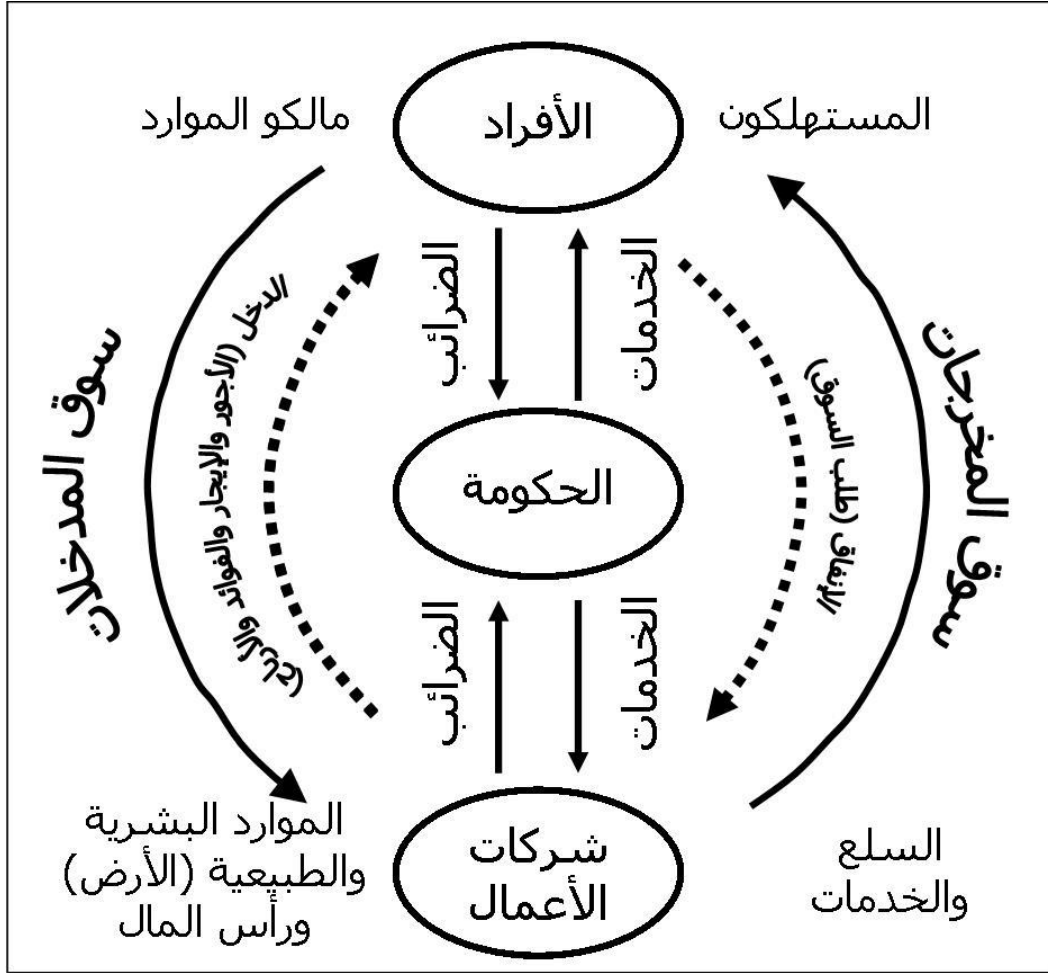 المستهلكون
الأفراد
مالكو الموارد
الخدمات
الضرائب
سوق المخرجات
الإنفاق (طلب السوق)
الدخل (الأجور والإيجار والفوائد والأرباح)
سوق المدخلات
الحكومة
الخدمات
الضرائب
السلع
والخدمات
شركات
الأعمال
الموارد البشرية
والطبيعية (الأرض)
ورأس المال